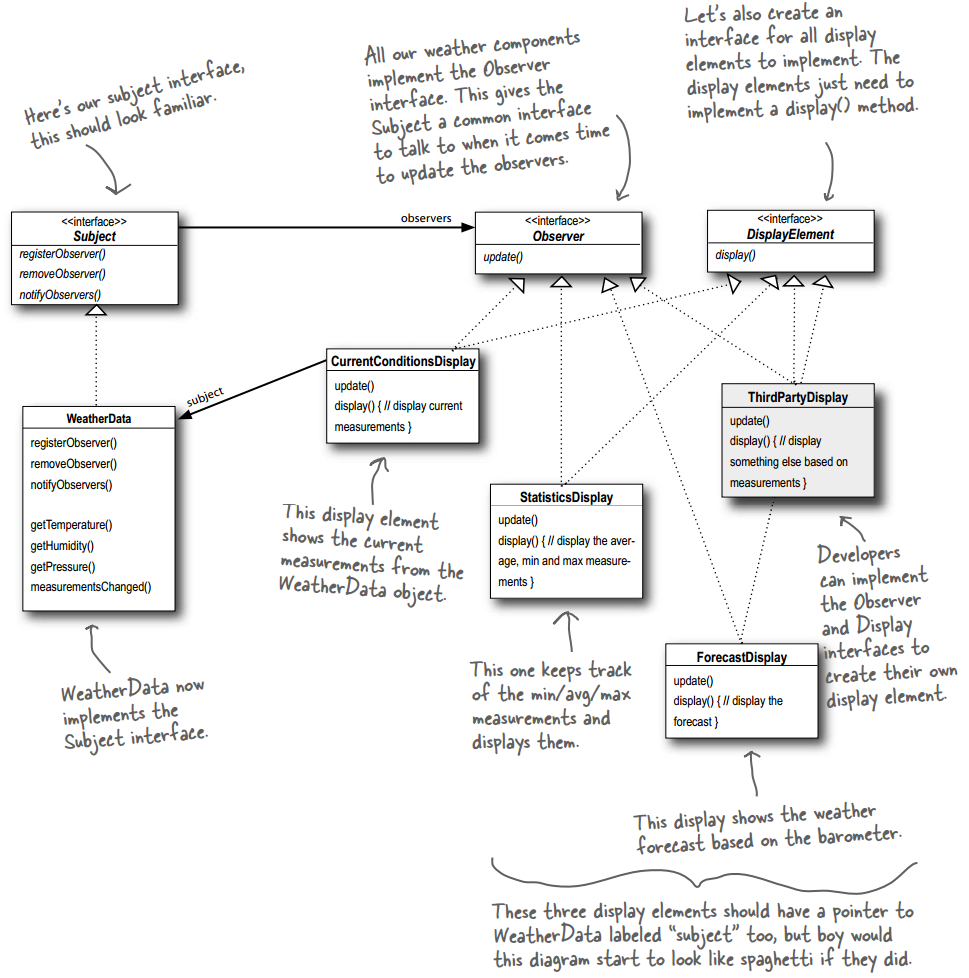 Here's our subject interface,
this should look familiar.
All our weather components
implement the Observer
interface. This gives the
Subject a common interface
to talk to when it comes time
to update the observers.
Let's also create an
interface for all display
elements to implement. The
display elements just need to
implement a display() method.
<<interface>>
Subject
registerObserver()
removeObserver()
notifyObservers()
observers
<<interface>>
Observer
update()
<<interface>>
DisplayElement
display()
CurrentConditionsDisplay
update()
display() { // display current
measurements }
subject
WeatherData
registerObserver()
removeObserver()
notifyObservers()
getTemperature()
getHumidity()
getPressure()
measurementsChanged()
ThirdPartyDisplay
update()
display() { // display
something else based on
measurements }
StatisticsDisplay
update()
display() { // display the aver-
age, min and max measure-
ments }
This display element
shows the current
measurements from the
WeatherData object.
Developers
can implement
the Observer
and Display
interfaces to
create their own
display element.
ForecastDisplay
update()
display() { // display the
forecast }
WeatherData now
implements the
Subject interface.
This one keeps track
of the min/avg/max
measurements and
displays them.
This display shows the weather
forecast based on the barometer.
These three display elements should have a pointer to
WeatherData labeled “subject” too, but boy would
this diagram start to look like spaghetti if they did.